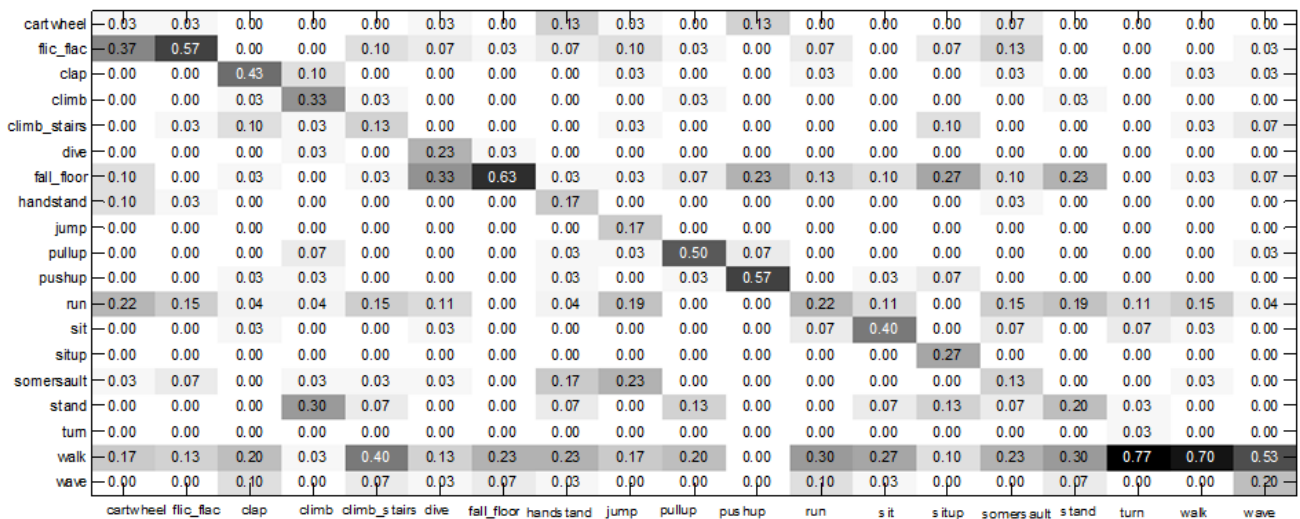 cartwheel 0.03 0.03 0.00 0.00 0.00 0.03 0.00 0.13 0.03 0.00 0.13 0.00 0.00 0.00 0.07 0.00 0.00 0.00 0.00
flic_flac 0.37 0.57 0.00 0.00 0.10 0.07 0.03 0.07 0.10 0.03 0.00 0.07 0.00 0.07 0.13 0.00 0.00 0.00 0.03
clap 0.00 0.00 0.43 0.10 0.00 0.00 0.00 0.00 0.03 0.00 0.00 0.03 0.00 0.00 0.03 0.00 0.00 0.03 0.03
climb 0.00 0.00 0.03 0.33 0.03 0.00 0.00 0.00 0.00 0.03 0.00 0.00 0.00 0.00 0.00 0.03 0.00 0.00 0.00
climb_stairs 0.00 0.03 0.10 0.03 0.13 0.00 0.00 0.00 0.03 0.00 0.00 0.00 0.00 0.10 0.00 0.00 0.00 0.03 0.07
dive 0.00 0.00 0.00 0.03 0.00 0.23 0.03 0.00 0.00 0.00 0.00 0.00 0.00 0.00 0.00 0.00 0.00 0.00 0.00
fall_floor 0.10 0.00 0.03 0.00 0.03 0.33 0.63 0.03 0.03 0.07 0.23 0.13 0.10 0.27 0.10 0.23 0.00 0.03 0.07
handstand 0.10 0.03 0.00 0.00 0.00 0.00 0.00 0.17 0.00 0.00 0.00 0.00 0.00 0.00 0.03 0.00 0.00 0.00 0.00
jump 0.00 0.00 0.00 0.00 0.00 0.00 0.00 0.00 0.17 0.00 0.00 0.00 0.00 0.00 0.00 0.00 0.00 0.00 0.00
pullup 0.00 0.00 0.00 0.07 0.00 0.00 0.00 0.03 0.03 0.50 0.07 0.00 0.00 0.00 0.00 0.00 0.00 0.00 0.03
pushup 0.00 0.00 0.03 0.03 0.00 0.00 0.00 0.03 0.00 0.03 0.57 0.00 0.03 0.07 0.00 0.00 0.00 0.00 0.00
run 0.22 0.15 0.04 0.04 0.15 0.11 0.00 0.04 0.19 0.00 0.00 0.22 0.11 0.00 0.15 0.19 0.11 0.15 0.04
sit 0.00 0.00 0.03 0.00 0.00 0.03 0.00 0.00 0.00 0.00 0.00 0.07 0.40 0.00 0.07 0.00 0.07 0.03 0.00
situp 0.00 0.00 0.00 0.00 0.00 0.00 0.00 0.00 0.00 0.00 0.00 0.00 0.00 0.27 0.00 0.00 0.00 0.00 0.00
somersault 0.03 0.07 0.00 0.03 0.03 0.03 0.00 0.17 0.23 0.00 0.00 0.00 0.00 0.00 0.13 0.00 0.00 0.03 0.00
stand 0.00 0.00 0.00 0.30 0.07 0.00 0.00 0.07 0.00 0.13 0.00 0.00 0.07 0.13 0.07 0.20 0.03 0.00 0.00
turn 0.00 0.00 0.00 0.00 0.00 0.00 0.00 0.00 0.00 0.00 0.00 0.00 0.00 0.00 0.00 0.00 0.03 0.00 0.00
walk 0.17 0.13 0.20 0.03 0.40 0.13 0.23 0.23 0.17 0.20 0.00 0.30 0.27 0.10 0.23 0.30 0.77 0.70 0.53
wave 0.00 0.00 0.10 0.00 0.07 0.03 0.07 0.03 0.00 0.00 0.00 0.10 0.03 0.00 0.00 0.07 0.00 0.00 0.20
cartwheel flic_flac clap climb climb_stairs dive fall_floor handstand jump pullup pushup run sit situp somersault stand turn walk wave